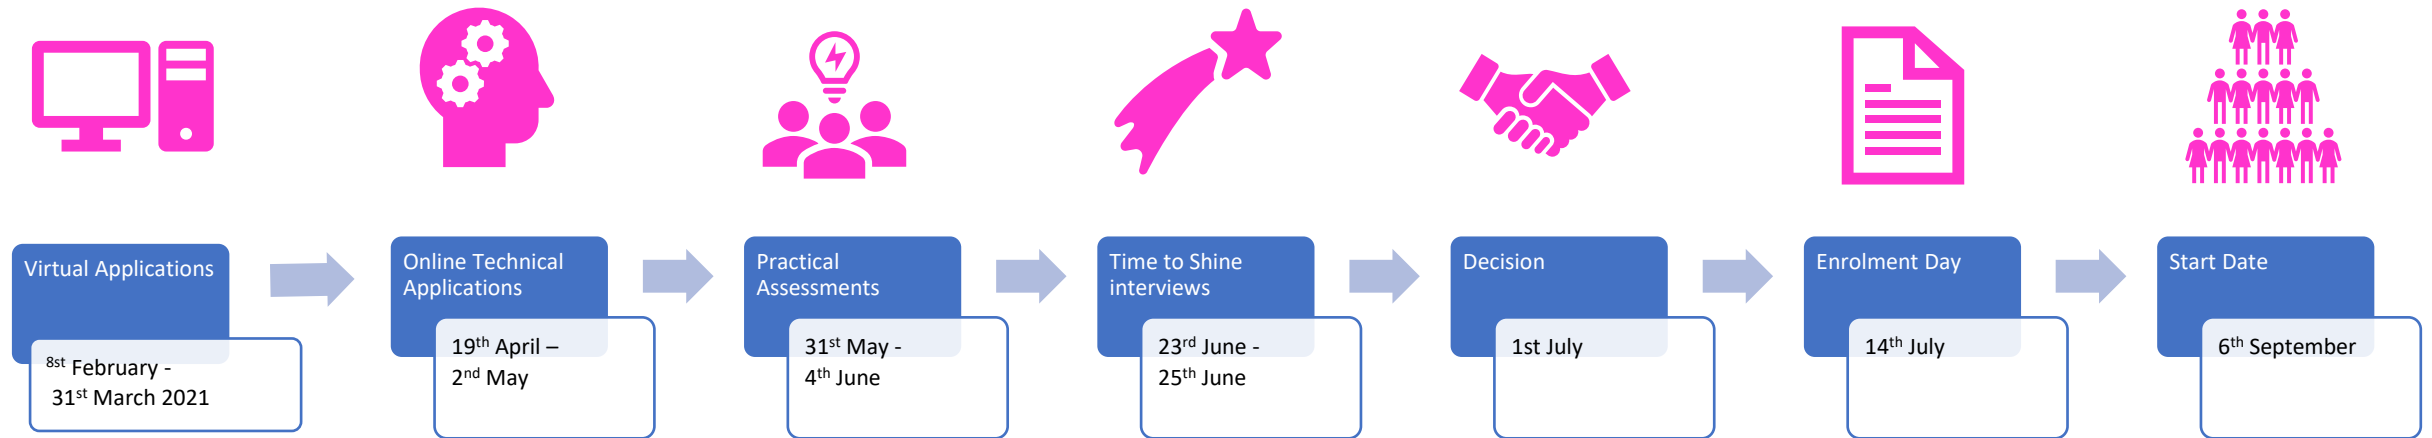 Virtual Applications
8st February -
31st March 2021
Online Technical
Applications
19th April –
2nd May
Practical
Assessments
31st May -
4th June
Time to Shine
interviews
23rd June -
25th June
Decision
1st July
Enrolment Day
14th July
Start Date
6th September